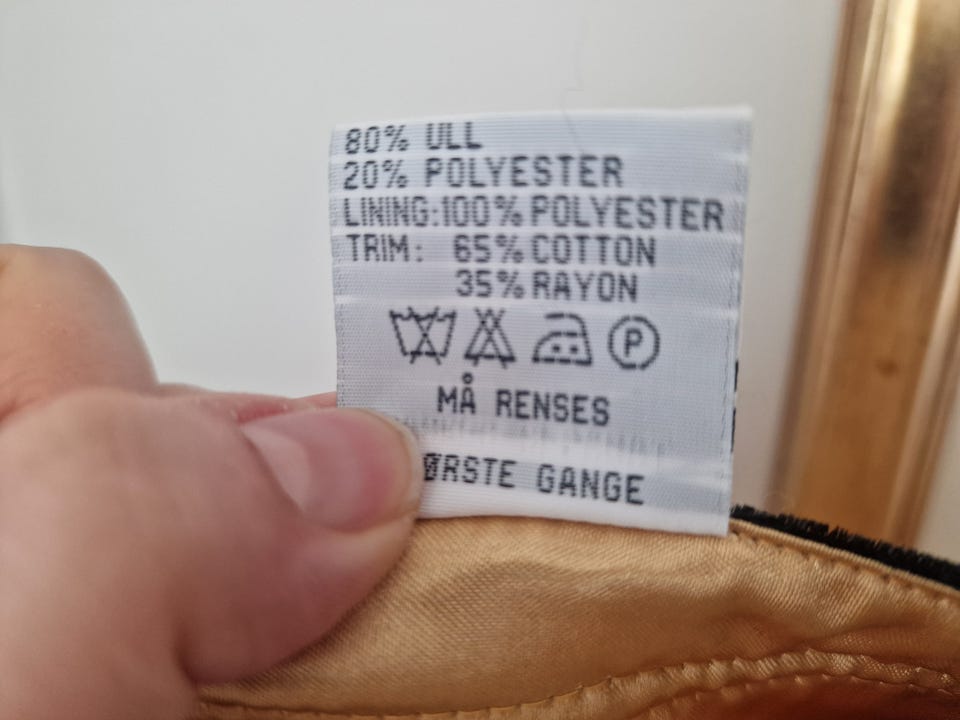 80% ULL
20% POLYESTER
LINING:100% POLYESTER
TRIM: 65% COTTON
35% RAYON
P
MÅ RENSES
GANGE